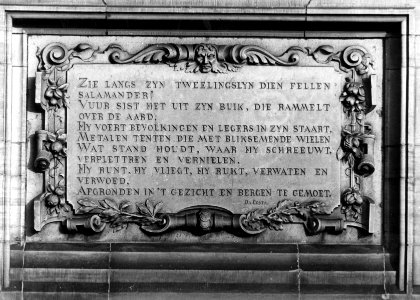 Zie langs zyn tweelingslyn dien fellen
salamander!
Vuur sist het uit zyn buik, die rammelt
over de aard.
Hy voert bevolkingen en legers in zyn staart,
Metalen tenten die met bliksemende wielen
Wat stand houdt, waar hy schreeuwt,
verplettren en vernielen.
Hy runt, hy vliegt, hy rukt, verwaten en
verwoed,
Afgronden in't gezicht en bergen te gemoet.
Da Costa.